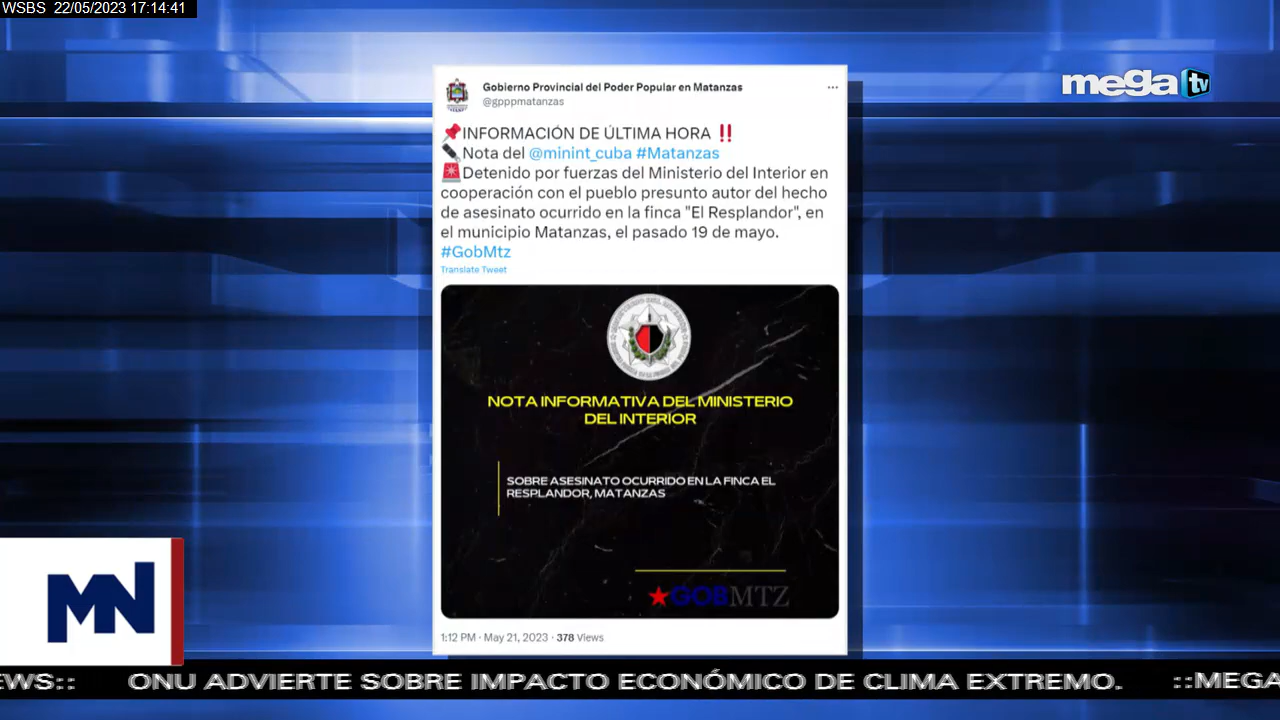 WSBS 22/05/2023 17:14:41
mega tv
Gobierno Provincial del Poder Popular en Matanzas
@gpppmatanzas
INFORMACIÓN DE ÚLTIMA HORA ‼
Nota del @minint_cuba #Matanzas
Detenido por fuerzas del Ministerio del Interior en
cooperación con el pueblo presunto autor del hecho
de asesinato ocurrido en la finca "El Resplandor", en
el municipio Matanzas, el pasado 19 de mayo.
#GobMtz
Translate Tweet
NOTA INFORMATIVA DEL MINISTERIO
DEL INTERIOR
SOBRE ASESINATO OCURRIDO EN LA FINCA EL
RESPLANDOR, MATANZAS
GOBMTZ
1:12 PM · May 21, 2023 · 378 Views
MN
EWS:: ONU ADVIERTE SOBRE IMPACTO ECONÓMICO DE CLIMA EXTREMO. ::MEGA